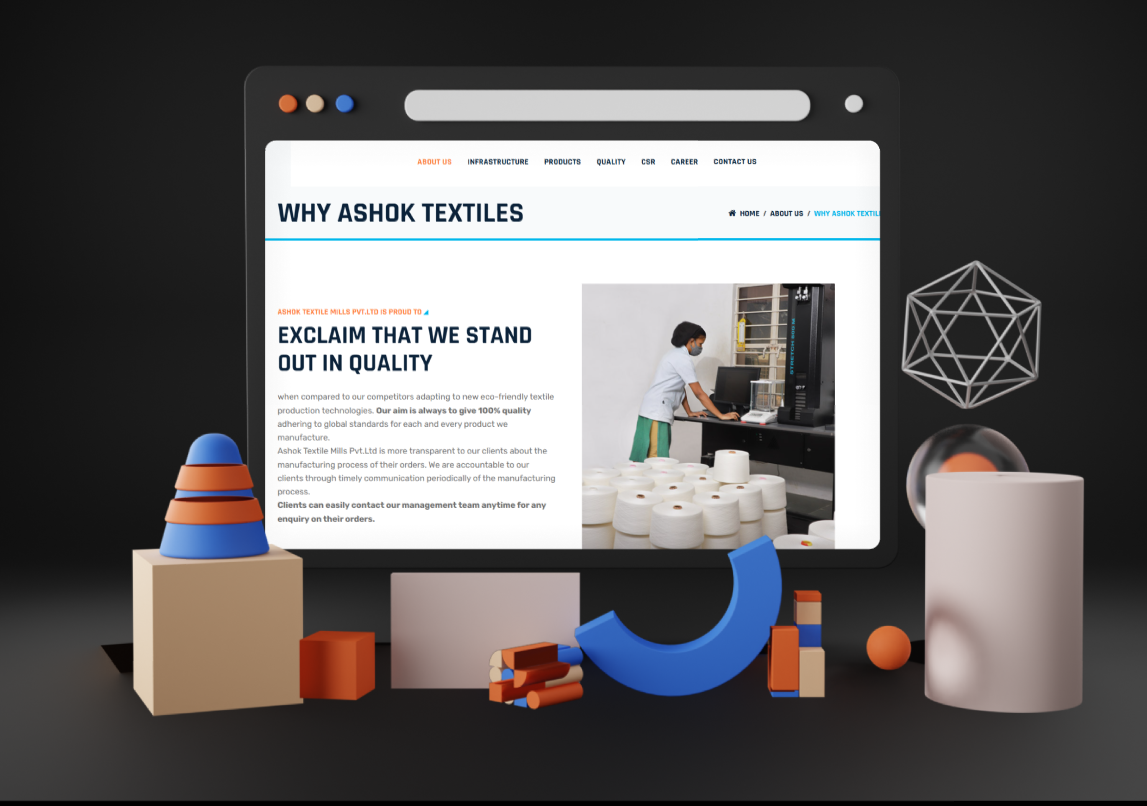 ABOUT US INFRASTRUCTURE PRODUCTS QUALITY CSR CAREER CONTACT US
WHY ASHOK TEXTILES
HOME / ABOUT US / WHY ASHOK TEXTIL
ASHOK TEXTILE MILLS PVT.LTD IS PROUD TO
EXCLAIM THAT WE STAND
OUT IN QUALITY
when compared to our competitors adapting to new eco-friendly textile
production technologies. Our aim is always to give 100% quality
adhering to global standards for each and every product we
manufacture.
Ashok Textile Mills Pvt.Ltd is more transparent to our clients about the
manufacturing process of their orders. We are accountable to our
clients through timely communication periodically of the manufacturing
process.
Clients can easily contact our management team anytime for any
enquiry on their orders.